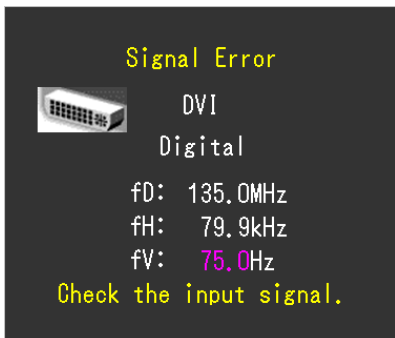 Signal Error
DVI
Digital
fD: 135.0MHz
fH: 79.9kHz
fV: 75.0Hz
Check the input signal.